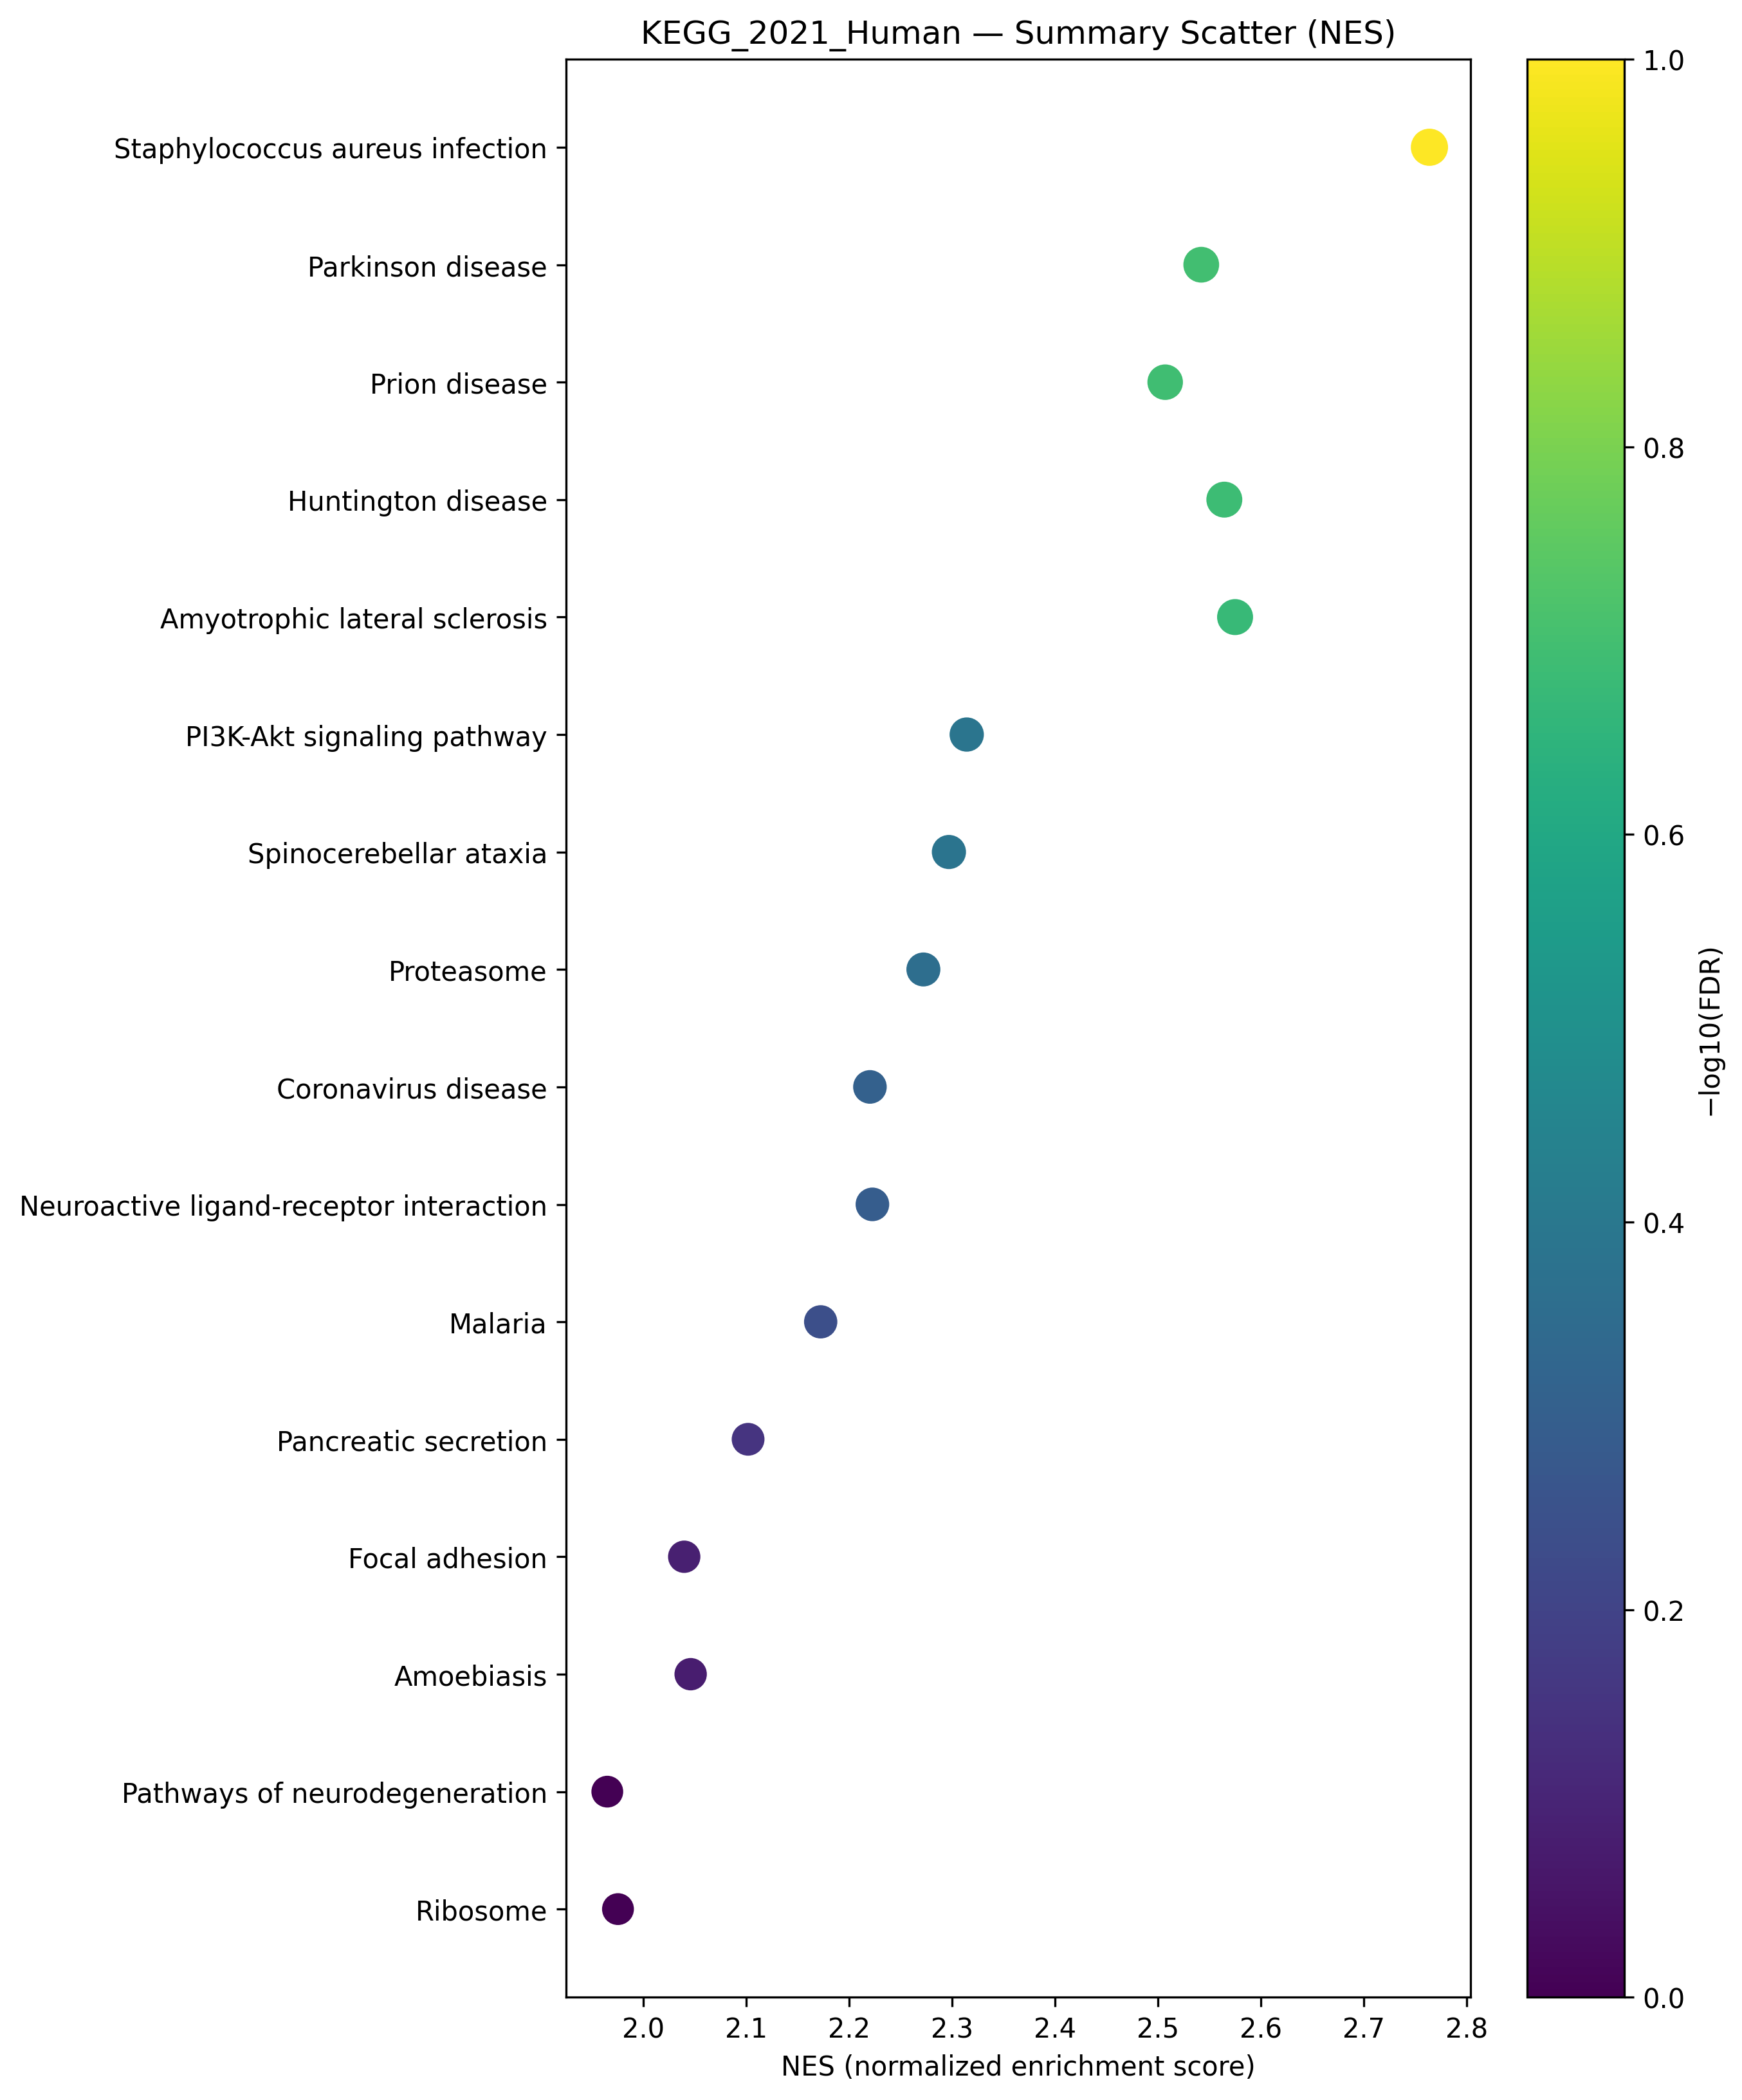 KEGG_2021_Human — Summary Scatter (NES)
Staphylococcus aureus infection
Parkinson disease
Prion disease
Huntington disease
Amyotrophic lateral sclerosis
PI3K-Akt signaling pathway
Spinocerebellar ataxia
Proteasome
Coronavirus disease
Neuroactive ligand-receptor interaction
Malaria
Pancreatic secretion
Focal adhesion
Amoebiasis
Pathways of neurodegeneration
Ribosome
2.0 2.1 2.2 2.3 2.4 2.5 2.6 2.7 2.8
NES (normalized enrichment score)
1.0
0.8
0.6
0.4
0.2
0.0
−log10(FDR)